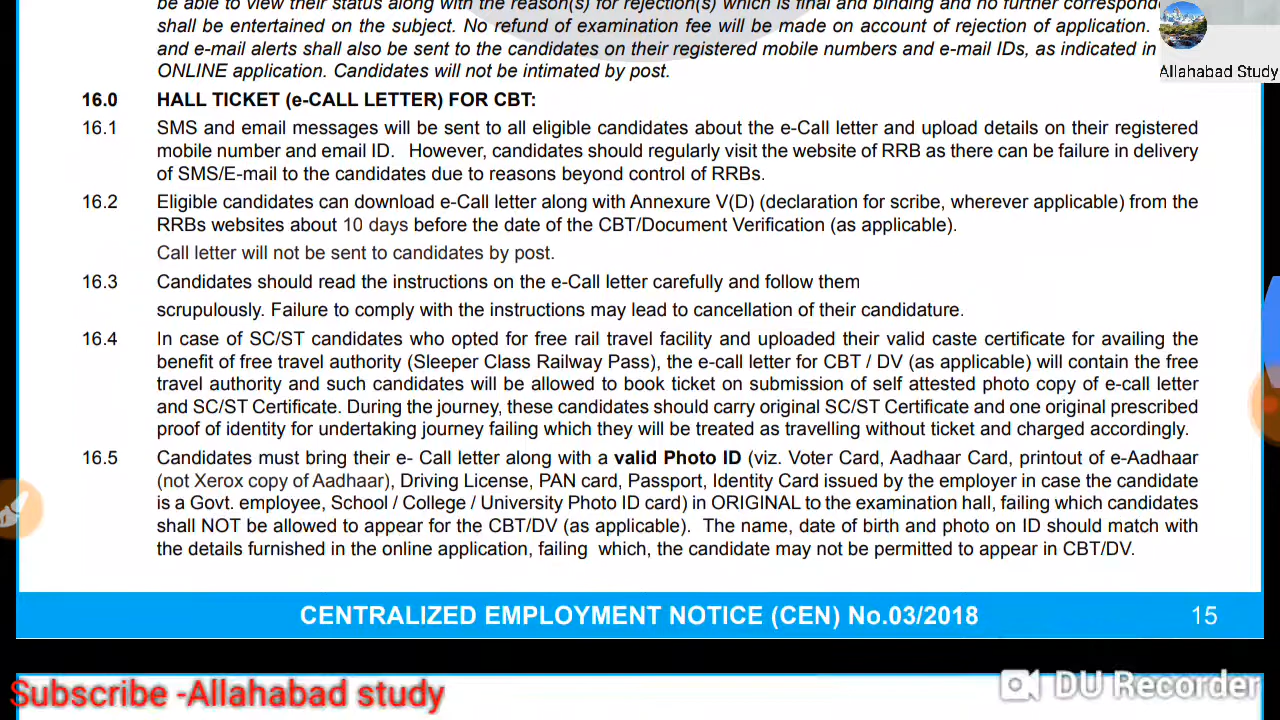 be able to view their status along with the reason(s) for rejection(s) which is final and binding and no further correspond
shall be entertained on the subject. No refund of examination fee will be made on account of rejection of application.
and e-mail alerts shall also be sent to the candidates on their registered mobile numbers and e-mail IDs, as indicated in
ONLINE application. Candidates will not be intimated by post.
Allahabad Study
16.0 HALL TICKET (e-CALL LETTER) FOR CBT:
16.1 SMS and email messages will be sent to all eligible candidates about the e-Call letter and upload details on their registered
mobile number and email ID. However, candidates should regularly visit the website of RRB as there can be failure in delivery
of SMS/E-mail to the candidates due to reasons beyond control of RRBs.
16.2 Eligible candidates can download e-Call letter along with Annexure V(D) (declaration for scribe, wherever applicable) from the
RRBs websites about 10 days before the date of the CBT/Document Verification (as applicable).
Call letter will not be sent to candidates by post.
16.3 Candidates should read the instructions on the e-Call letter carefully and follow them
scrupulously. Failure to comply with the instructions may lead to cancellation of their candidature.
16.4 In case of SC/ST candidates who opted for free rail travel facility and uploaded their valid caste certificate for availing the
benefit of free travel authority (Sleeper Class Railway Pass), the e-call letter for CBT / DV (as applicable) will contain the free
travel authority and such candidates will be allowed to book ticket on submission of self attested photo copy of e-call letter
and SC/ST Certificate. During the journey, these candidates should carry original SC/ST Certificate and one original prescribed
proof of identity for undertaking journey failing which they will be treated as travelling without ticket and charged accordingly.
16.5 Candidates must bring their e- Call letter along with a valid Photo ID (viz. Voter Card, Aadhaar Card, printout of e-Aadhaar
(not Xerox copy of Aadhaar), Driving License, PAN card, Passport, Identity Card issued by the employer in case the candidate
is a Govt. employee, School / College / University Photo ID card) in ORIGINAL to the examination hall, failing which candidates
shall NOT be allowed to appear for the CBT/DV (as applicable). The name, date of birth and photo on ID should match with
the details furnished in the online application, failing which, the candidate may not be permitted to appear in CBT/DV.
CENTRALIZED EMPLOYMENT NOTICE (CEN) No.03/2018 15
Subscribe -Allahabad study
DU Recorder